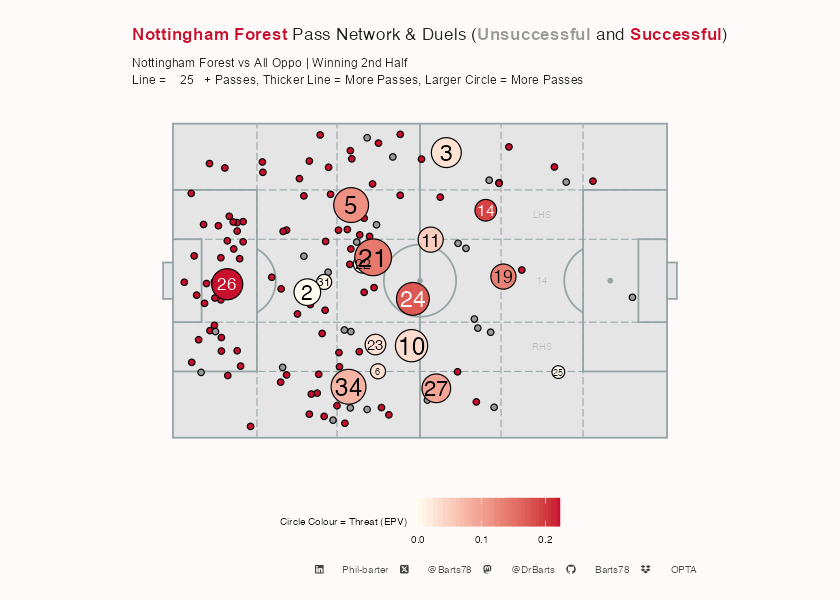 Nottingham Forest Pass Network & Duels (Unsuccessful and Successful)
Nottingham Forest vs All Oppo | Winning 2nd Half
Line = 25 + Passes, Thicker Line = More Passes, Larger Circle = More Passes
3
5
14
LHS
11
21
22
26
31
2
19
14
24
23
10
RHS
6
25
34
27
Circle Colour = Threat (EPV)
0.0 0.1 0.2
Phil-barter @Barts78 @DrBarts Barts78 OPTA